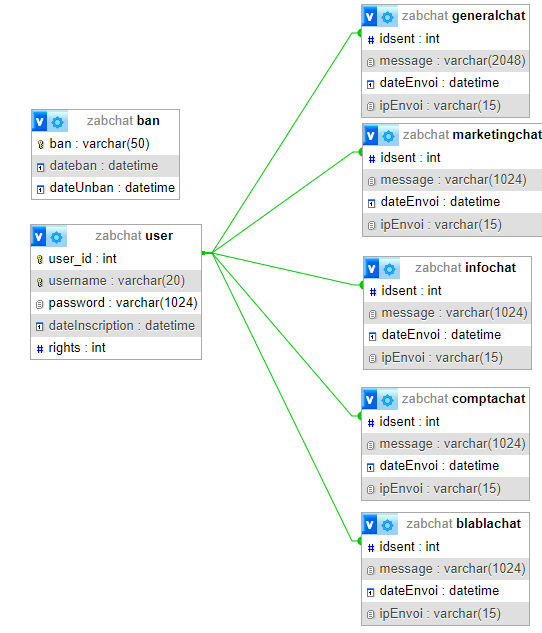 v zabchat ban
ban : varchar(50)
dateban : datetime
dateUnban : datetime
v zabchat user
user_id : int
username : varchar(20)
password : varchar(1024)
dateInscription : datetime
# rights : int
v zabchat generalchat
# idsent : int
message : varchar(2048)
dateEnvoi : datetime
ipEnvoi : varchar(15)
v zabchat marketingchat
# idsent : int
message : varchar(1024)
dateEnvoi : datetime
ipEnvoi : varchar(15)
v zabchat infochat
# idsent : int
message : varchar(1024)
dateEnvoi : datetime
ipEnvoi : varchar(15)
v zabchat comptachat
# idsent : int
message : varchar(1024)
dateEnvoi : datetime
ipEnvoi : varchar(15)
v zabchat blablachat
# idsent : int
message : varchar(1024)
dateEnvoi : datetime
ipEnvoi : varchar(15)